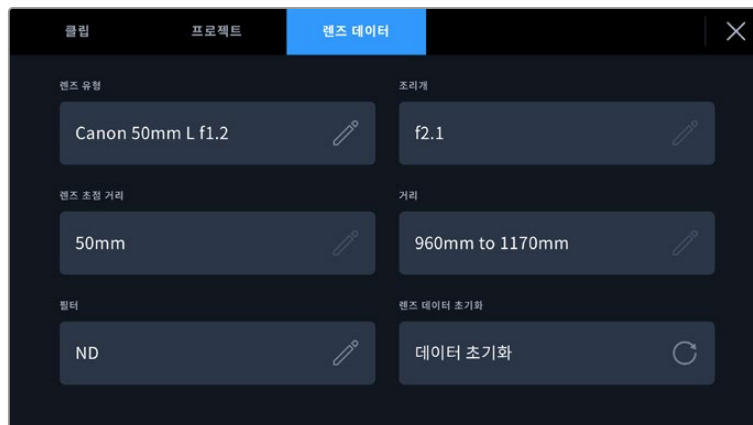 클립 프로젝트 렌즈 데이터
렌즈 유형 조리개
Canon 50mm L f1.2 f2.1
렌즈 초점 거리 거리
50mm 960mm to 1170mm
필터 렌즈 데이터 초기화
ND 데이터 초기화